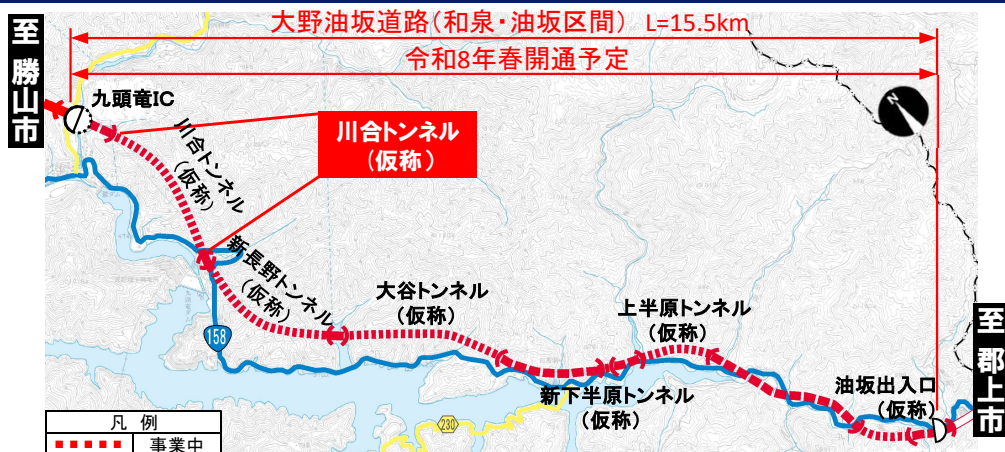 大野油坂道路(和泉・油坂区間) L=15.5km
令和8年春開通予定
至 勝山市
九頭竜IC
川合トンネル
(仮称)
川合トンネル
(仮称)
新長野トンネル
(仮称)
大谷トンネル
(仮称)
上半原トンネル
(仮称)
新下半原トンネル
(仮称)
油坂出入口
(仮称)
至 郡上市
158
230
凡 例
事業中